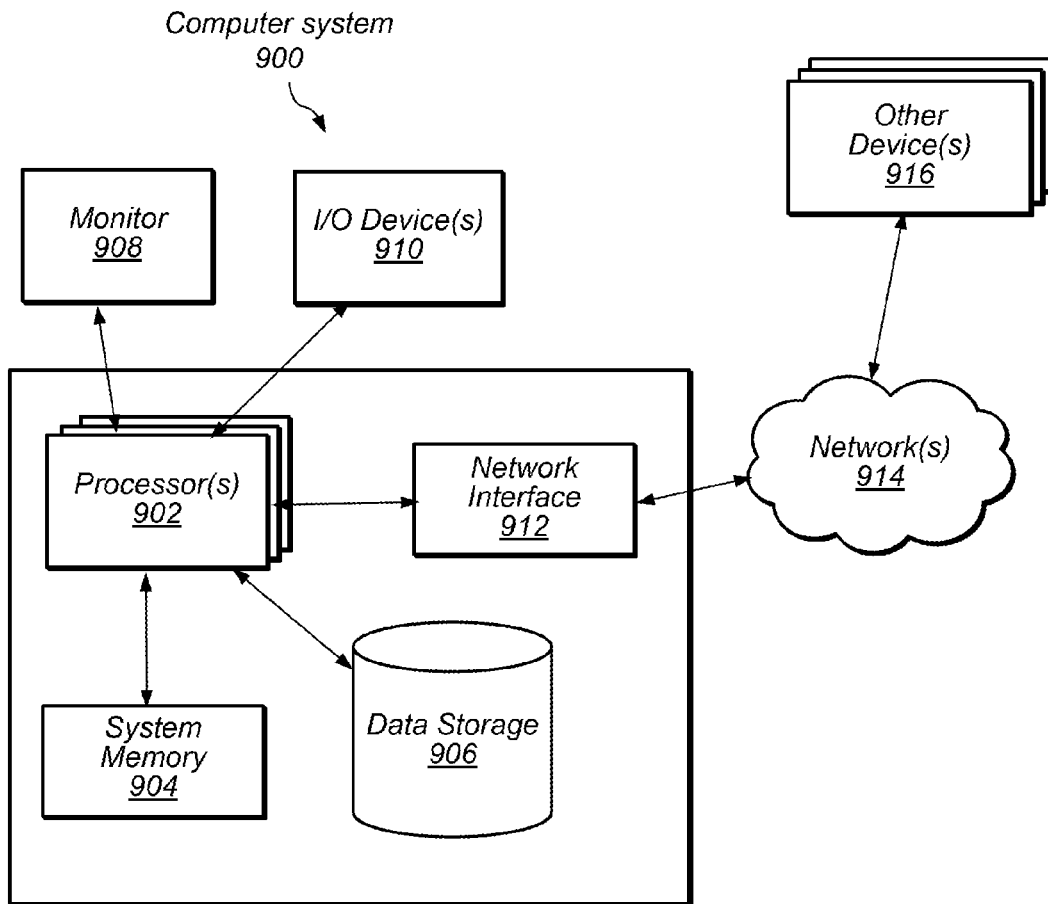 Computer system
900
Other
Device(s)
916
Monitor
908
I/O Device(s)
910
Processor(s)
902
Network
Interface
912
Network(s)
914
System
Memory
904
Data Storage
906